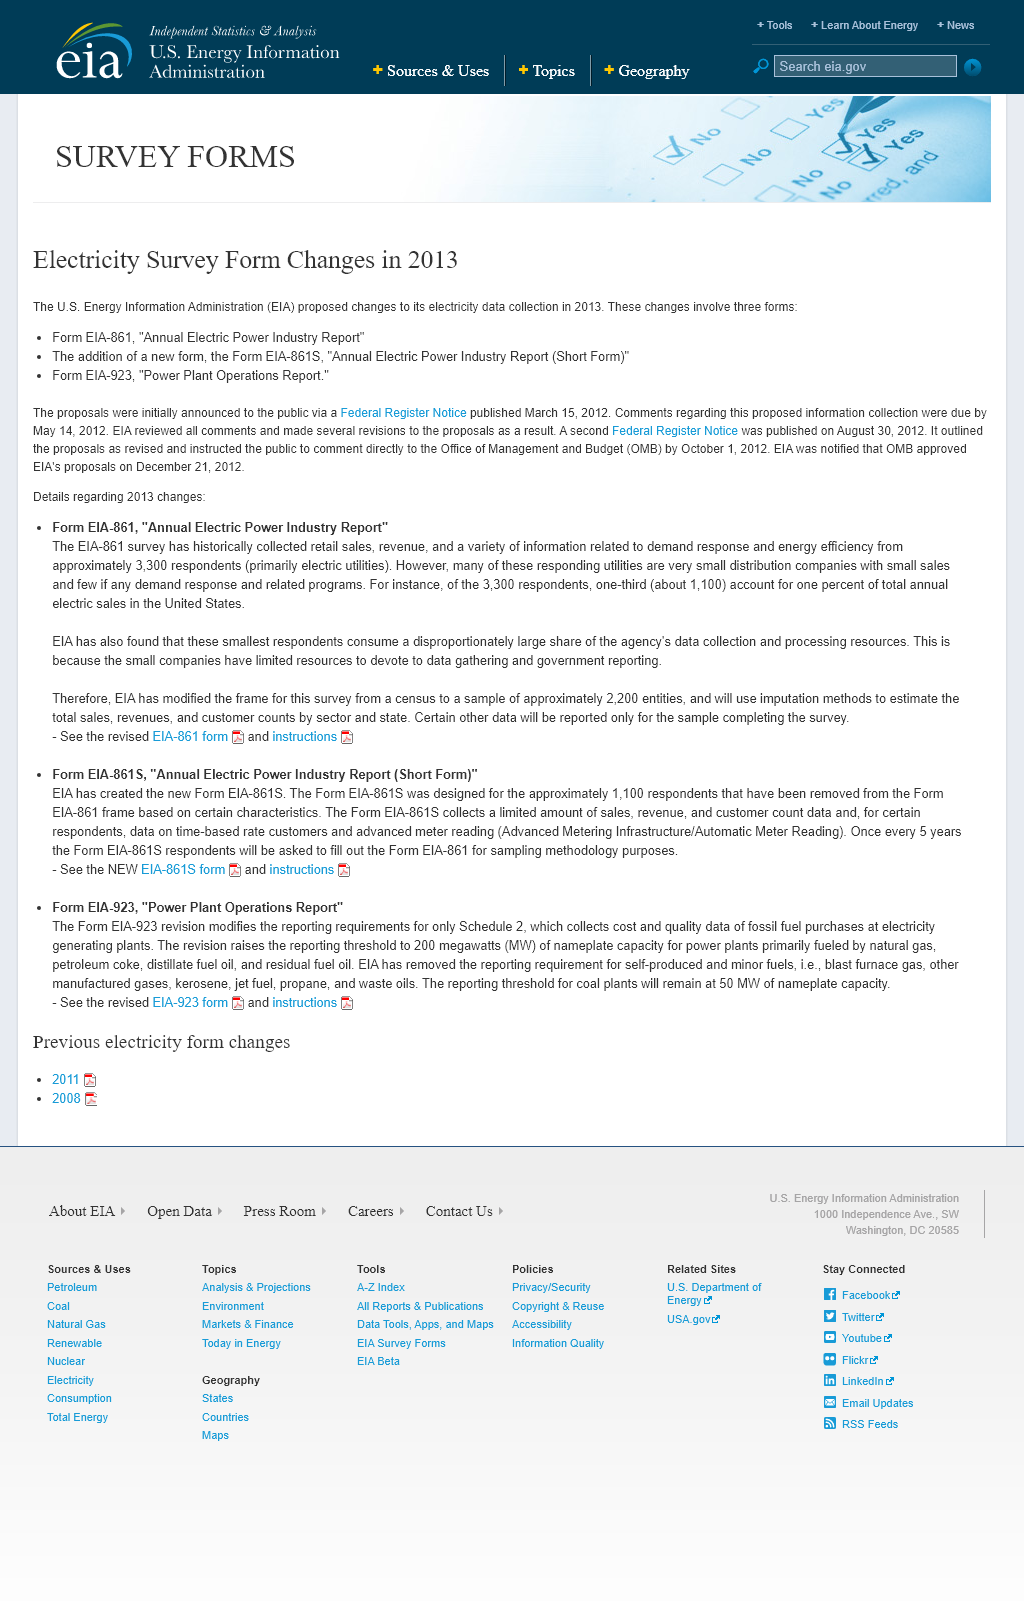 + Tools + Learn About Energy + News
eia
Independent Statistics & Analysis
U.S. Energy Information
Administration
+ Sources & Uses + Topics + Geography
Search eia.gov
SURVEY FORMS
No
No
No
No
Yes
Yes
Yes
rred, and
Electricity Survey Form Changes in 2013
The U.S. Energy Information Administration (EIA) proposed changes to its electricity data collection in 2013. These changes involve three forms:
• Form EIA-861, "Annual Electric Power Industry Report"
• The addition of a new form, the Form EIA-861S, "Annual Electric Power Industry Report (Short Form)"
• Form EIA-923, "Power Plant Operations Report."
The proposals were initially announced to the public via a Federal Register Notice published March 15, 2012. Comments regarding this proposed information collection were due by
May 14, 2012. EIA reviewed all comments and made several revisions to the proposals as a result. A second Federal Register Notice was published on August 30, 2012. It outlined
the proposals as revised and instructed the public to comment directly to the Office of Management and Budget (OMB) by October 1, 2012. EIA was notified that OMB approved
EIA's proposals on December 21, 2012.
Details regarding 2013 changes:
• Form EIA-861, "Annual Electric Power Industry Report"
The EIA-861 survey has historically collected retail sales, revenue, and a variety of information related to demand response and energy efficiency from
approximately 3,300 respondents (primarily electric utilities). However, many of these responding utilities are very small distribution companies with small sales
and few if any demand response and related programs. For instance, of the 3,300 respondents, one-third (about 1,100) account for one percent of total annual
electric sales in the United States.
EIA has also found that these smallest respondents consume a disproportionately large share of the agency's data collection and processing resources. This is
because the small companies have limited resources to devote to data gathering and government reporting.
Therefore, EIA has modified the frame for this survey from a census to a sample of approximately 2,200 entities, and will use imputation methods to estimate the
total sales, revenues, and customer counts by sector and state. Certain other data will be reported only for the sample completing the survey.
- See the revised EIA-861 form and instructions
• Form EIA-861S, "Annual Electric Power Industry Report (Short Form)"
EIA has created the new Form EIA-861S. The Form EIA-861S was designed for the approximately 1,100 respondents that have been removed from the Form
EIA-861 frame based on certain characteristics. The Form EIA-861S collects a limited amount of sales, revenue, and customer count data and, for certain
respondents, data on time-based rate customers and advanced meter reading (Advanced Metering Infrastructure/Automatic Meter Reading). Once every 5 years
the Form EIA-861S respondents will be asked to fill out the Form EIA-861 for sampling methodology purposes.
- See the NEW EIA-861S form and instructions
• Form EIA-923, "Power Plant Operations Report"
The Form EIA-923 revision modifies the reporting requirements for only Schedule 2, which collects cost and quality data of fossil fuel purchases at electricity
generating plants. The revision raises the reporting threshold to 200 megawatts (MW) of nameplate capacity for power plants primarily fueled by natural gas,
petroleum coke, distillate fuel oil, and residual fuel oil. EIA has removed the reporting requirement for self-produced and minor fuels, i.e., blast furnace gas, other
manufactured gases, kerosene, jet fuel, propane, and waste oils. The reporting threshold for coal plants will remain at 50 MW of nameplate capacity.
- See the revised EIA-923 form and instructions
Previous electricity form changes
• 2011
• 2008
About EIA Open Data Press Room Careers Contact Us
U.S. Energy Information Administration
1000 Independence Ave., SW
Washington, DC 20585
Sources & Uses
Petroleum
Coal
Natural Gas
Renewable
Nuclear
Electricity
Consumption
Total Energy
Topics
Analysis & Projections
Environment
Markets & Finance
Today in Energy
Geography
States
Countries
Maps
Tools
A-Z Index
All Reports & Publications
Data Tools, Apps, and Maps
EIA Survey Forms
EIA Beta
Policies
Privacy/Security
Copyright & Reuse
Accessibility
Information Quality
Related Sites
U.S. Department of
Energy
USA.gov
Stay Connected
Facebook
Twitter
Youtube
Flickr
LinkedIn
Email Updates
RSS Feeds